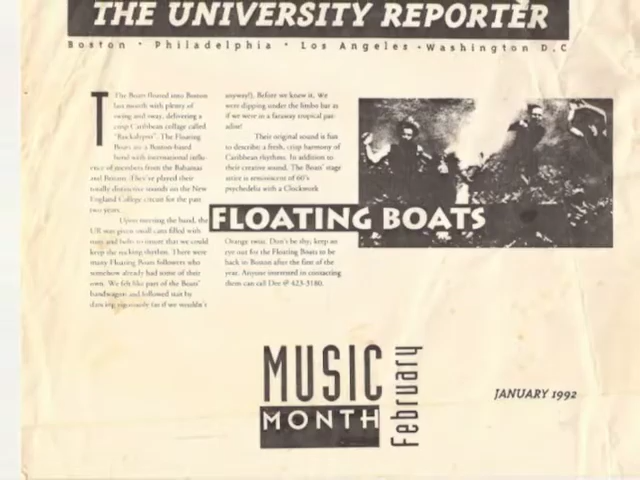 THE UNIVERSITY REPORTER
Boston • Philadelphia • Los Angeles • Washington D.C
The Boats floated into Boston
last month with plenty of
swing and sway, delivering a
crisp Caribbean collage called
"Rockalypso". The Floating
Boats are a Boston-based
band with international influ-
ence of members from the Bahamas
and Britain. They've played their
totally distinctive sounds on the New
England College circuit for the past
two years.
Upon meeting the band, the
UR was given small cans filled with
and to insure that we could
keep the rocking rhythm. There were
many Floating Boats followers who
somehow already had some of their
own. We felt like part of the Boats'
bandwagon and followed suit by
dancing vigorously (as if we wouldn't
anyway!). Before we knew it, we
were dipping under the limbo bar as
if we were in a faraway tropical par-
adise!
Their original sound is fun
to describe; a fresh, crisp harmony of
Caribbean rhythms. In addition to
their creative sound, The Boats' stage
attire is reminiscent of 60's
psychedelia with a Clockwork
FLOATING BOATS
Orange twist. Don't be shy; keep an
eye out for the Floating Boats to be
back in Boston after the first of the
year. Anyone interested in contacting
them can call Dee @ 423-3180.
MUSIC
MONTH
February
JANUARY 1992